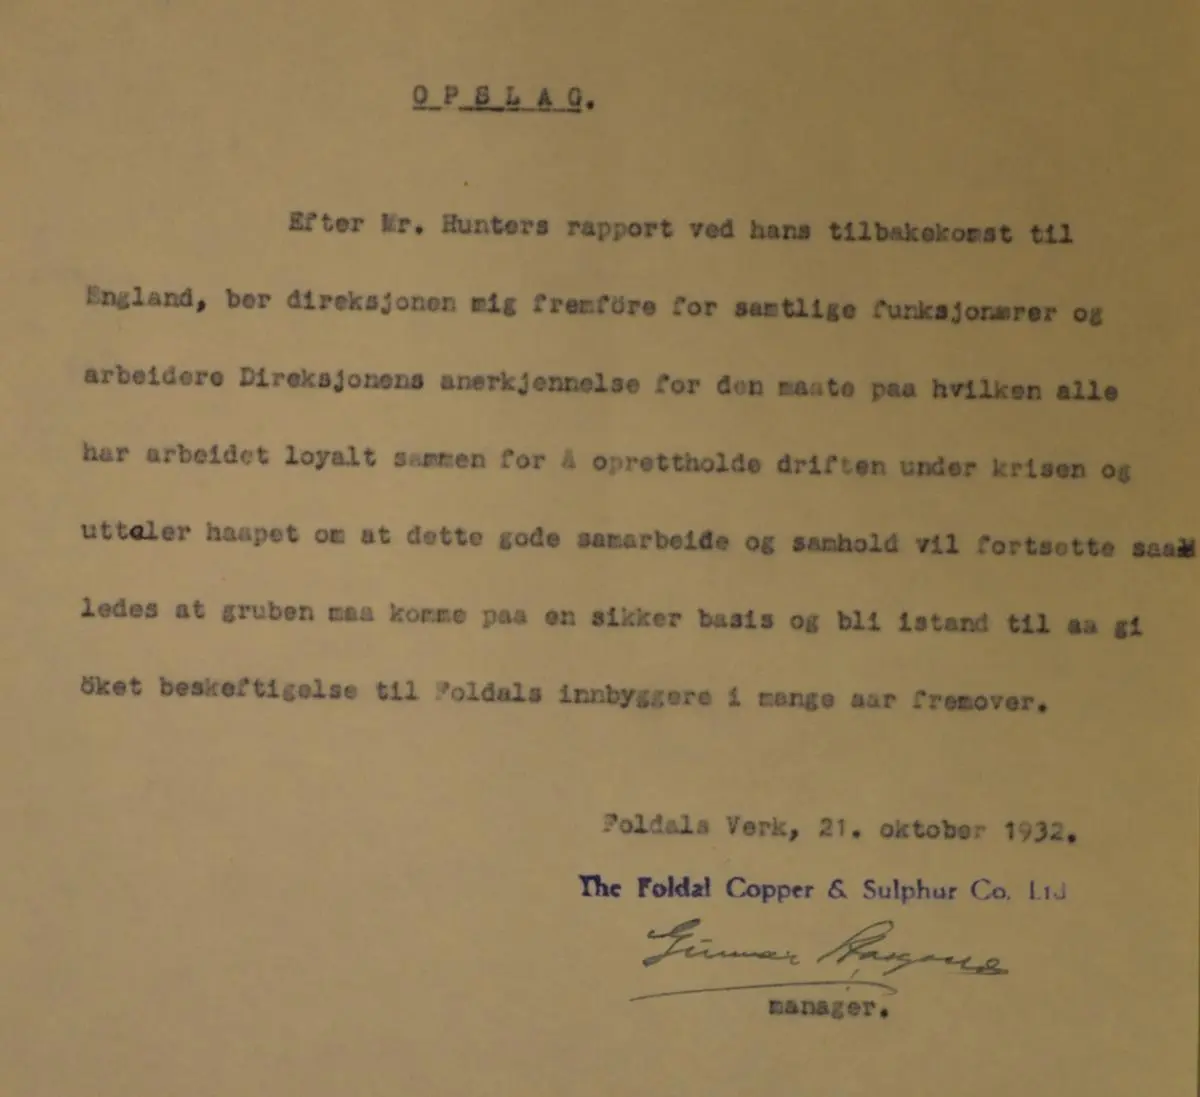 OPSLAG.
Efter Mr. Hunters rapport ved hans tilbakekomst til
England, ber direksjonen mig fremföre for samtlige funksjonærer og
arbeidere Direksjonens anerkjennelse for den maate paa hvilken alle
har arbeidet loyalt sammen for Å oprettholde driften under krisen og
uttaler haapet om at dette gode samarbeide og samhold vil fortsette saa
ledes at gruben maa komme paa en sikker basis og bli istand til aa gi
öket beskeftigelse til Foldals innbyggere i mange aar fremover.
Foldals Verk, 21. oktober 1932.
The Foldal Copper & Sulphur Co. Ltd
Gunnar
manager.